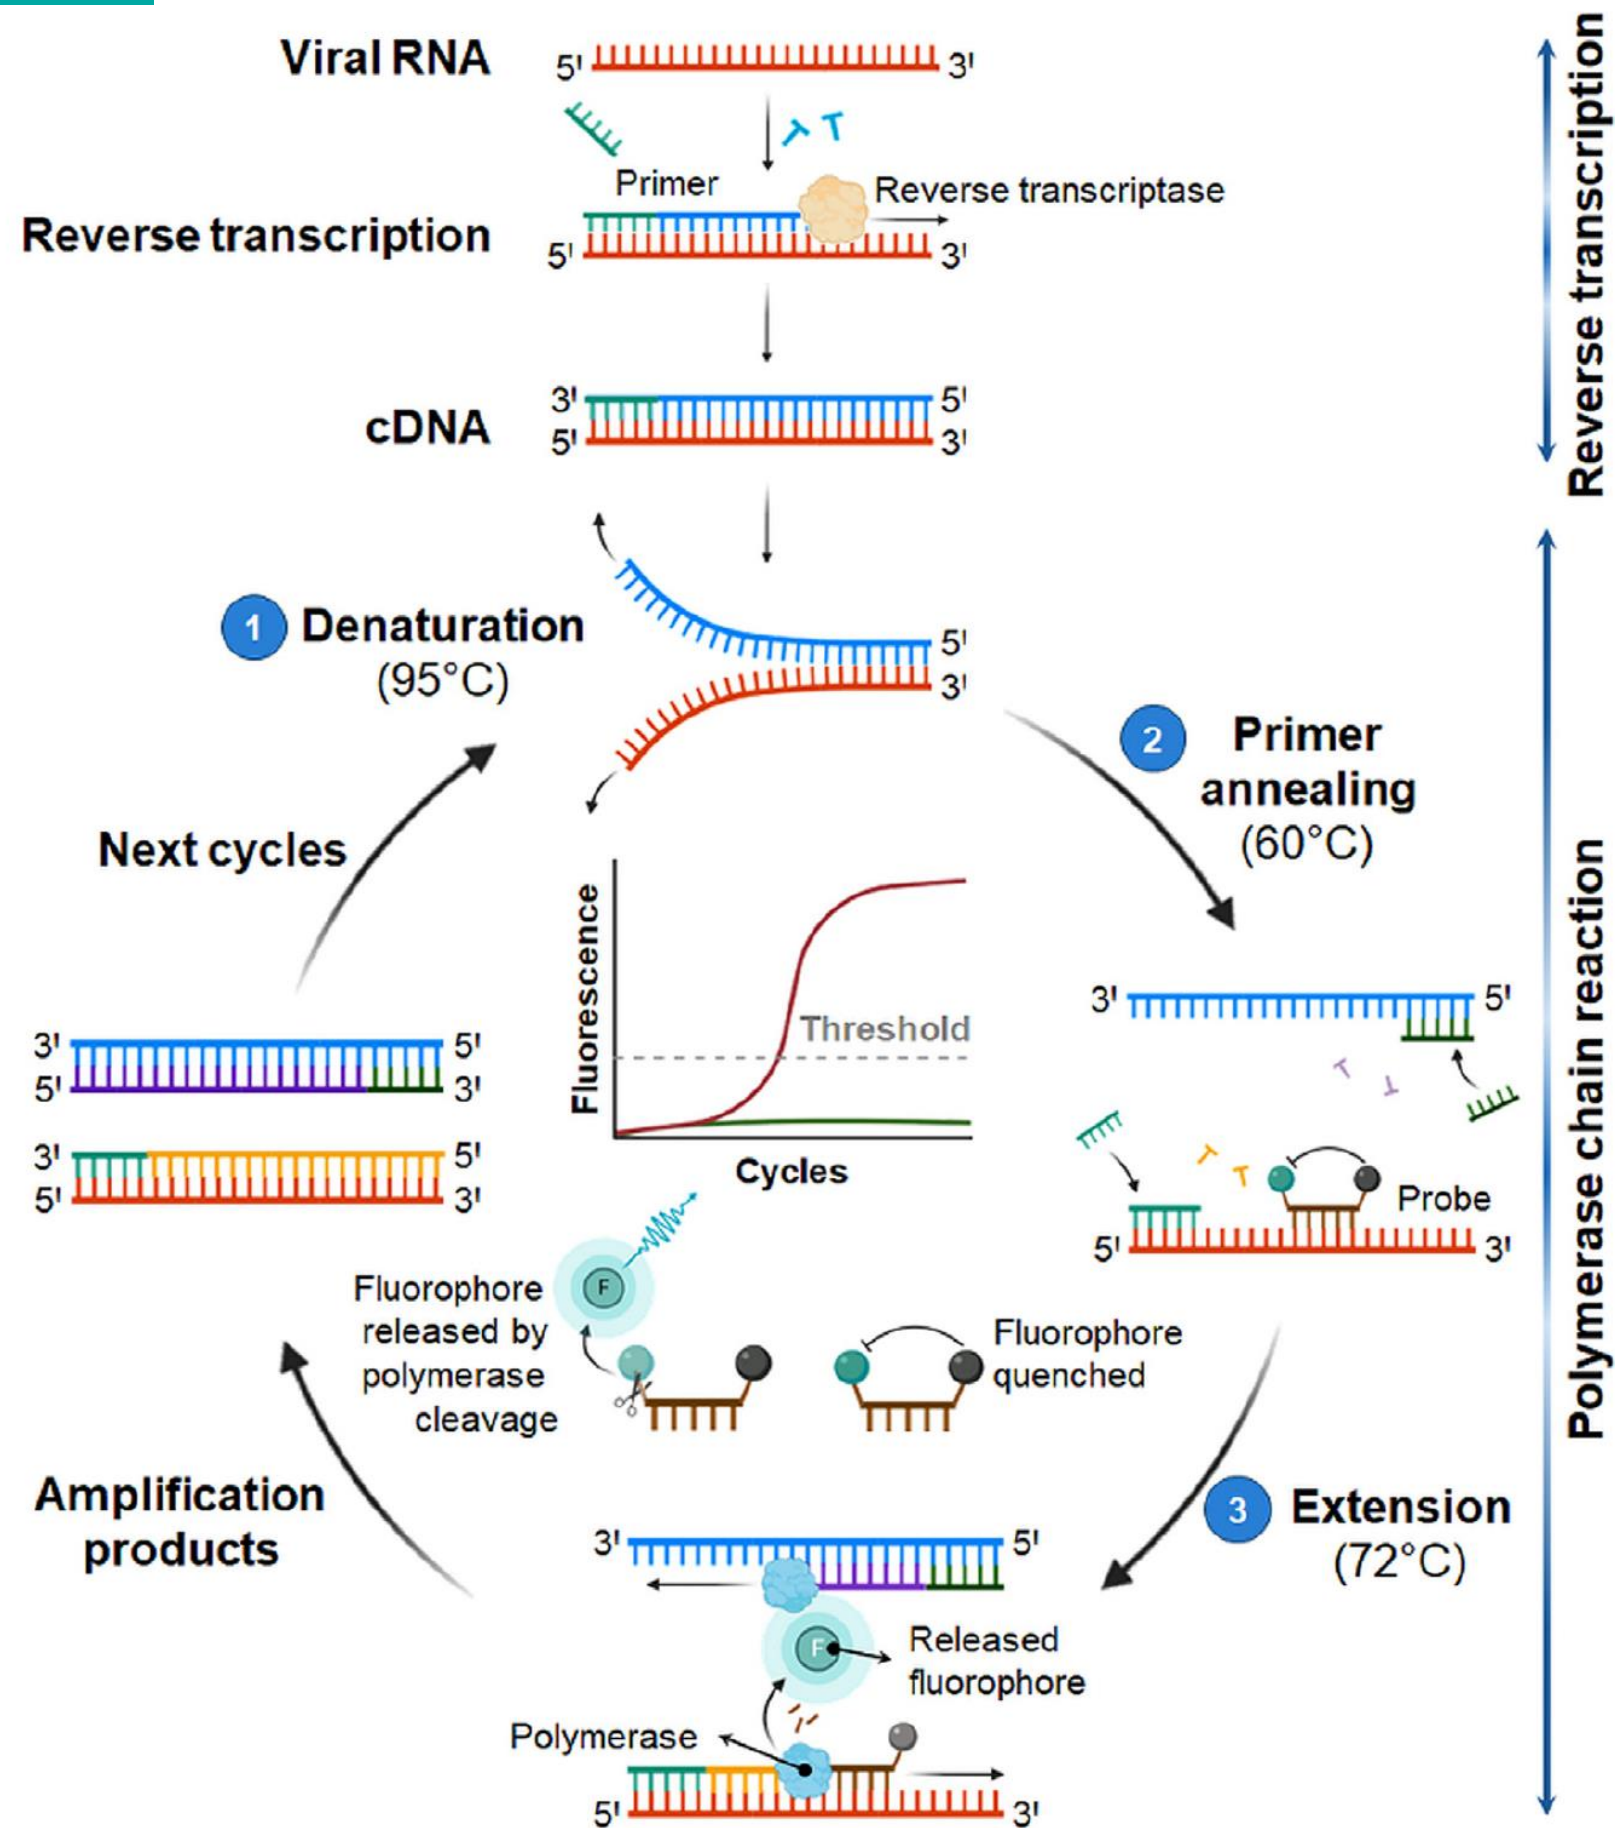 Viral RNA
5' 3'
Primer
Reverse transcriptase
Reverse transcription
5' 3'
cDNA
3' 5'
5' 3'
Reverse transcription
1 Denaturation
(95°C)
5'
3'
2 Primer
annealing
(60°C)
Next cycles
Fluorescence
Threshold
Cycles
3' 5'
5' 3'
3' 5'
5' 3'
3' 5'
Probe
5' 3'
Polymerase chain reaction
F
Fluorophore
released by
polymerase
cleavage
Fluorophore
quenched
Amplification
products
3 Extension
(72°C)
3' 5'
F
Released
fluorophore
Polymerase
5' 3'